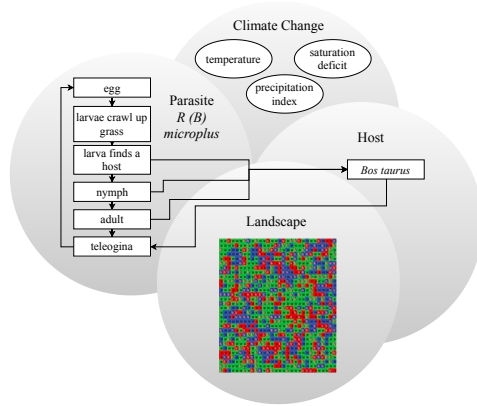 Climate Change
temperature
saturation
deficit
precipitation
index
Parasite
R (B)
microplus
egg
larvae crawl up
grass
larva finds a
host
nymph
adult
teleogina
Host
Bos taurus
Landscape